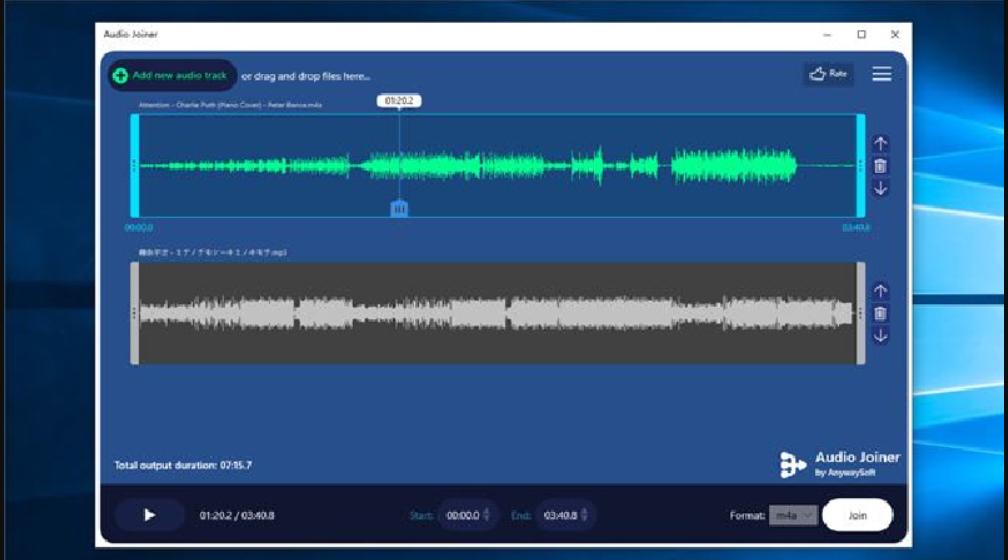 Audio Joiner
Add new audio track or drag and drop files here...
Rate
Attention - Charlie Puth (Piano Cover) - Peter Bence.m4a
01:20.2
00:00.0
03:40.8
.mp3
Total output duration: 07:15.7
Audio Joiner
by AnywaySoft
01:20.2 / 03:40.8
Start: 00:00.0
End: 03:40.8
Format: m4a
Join